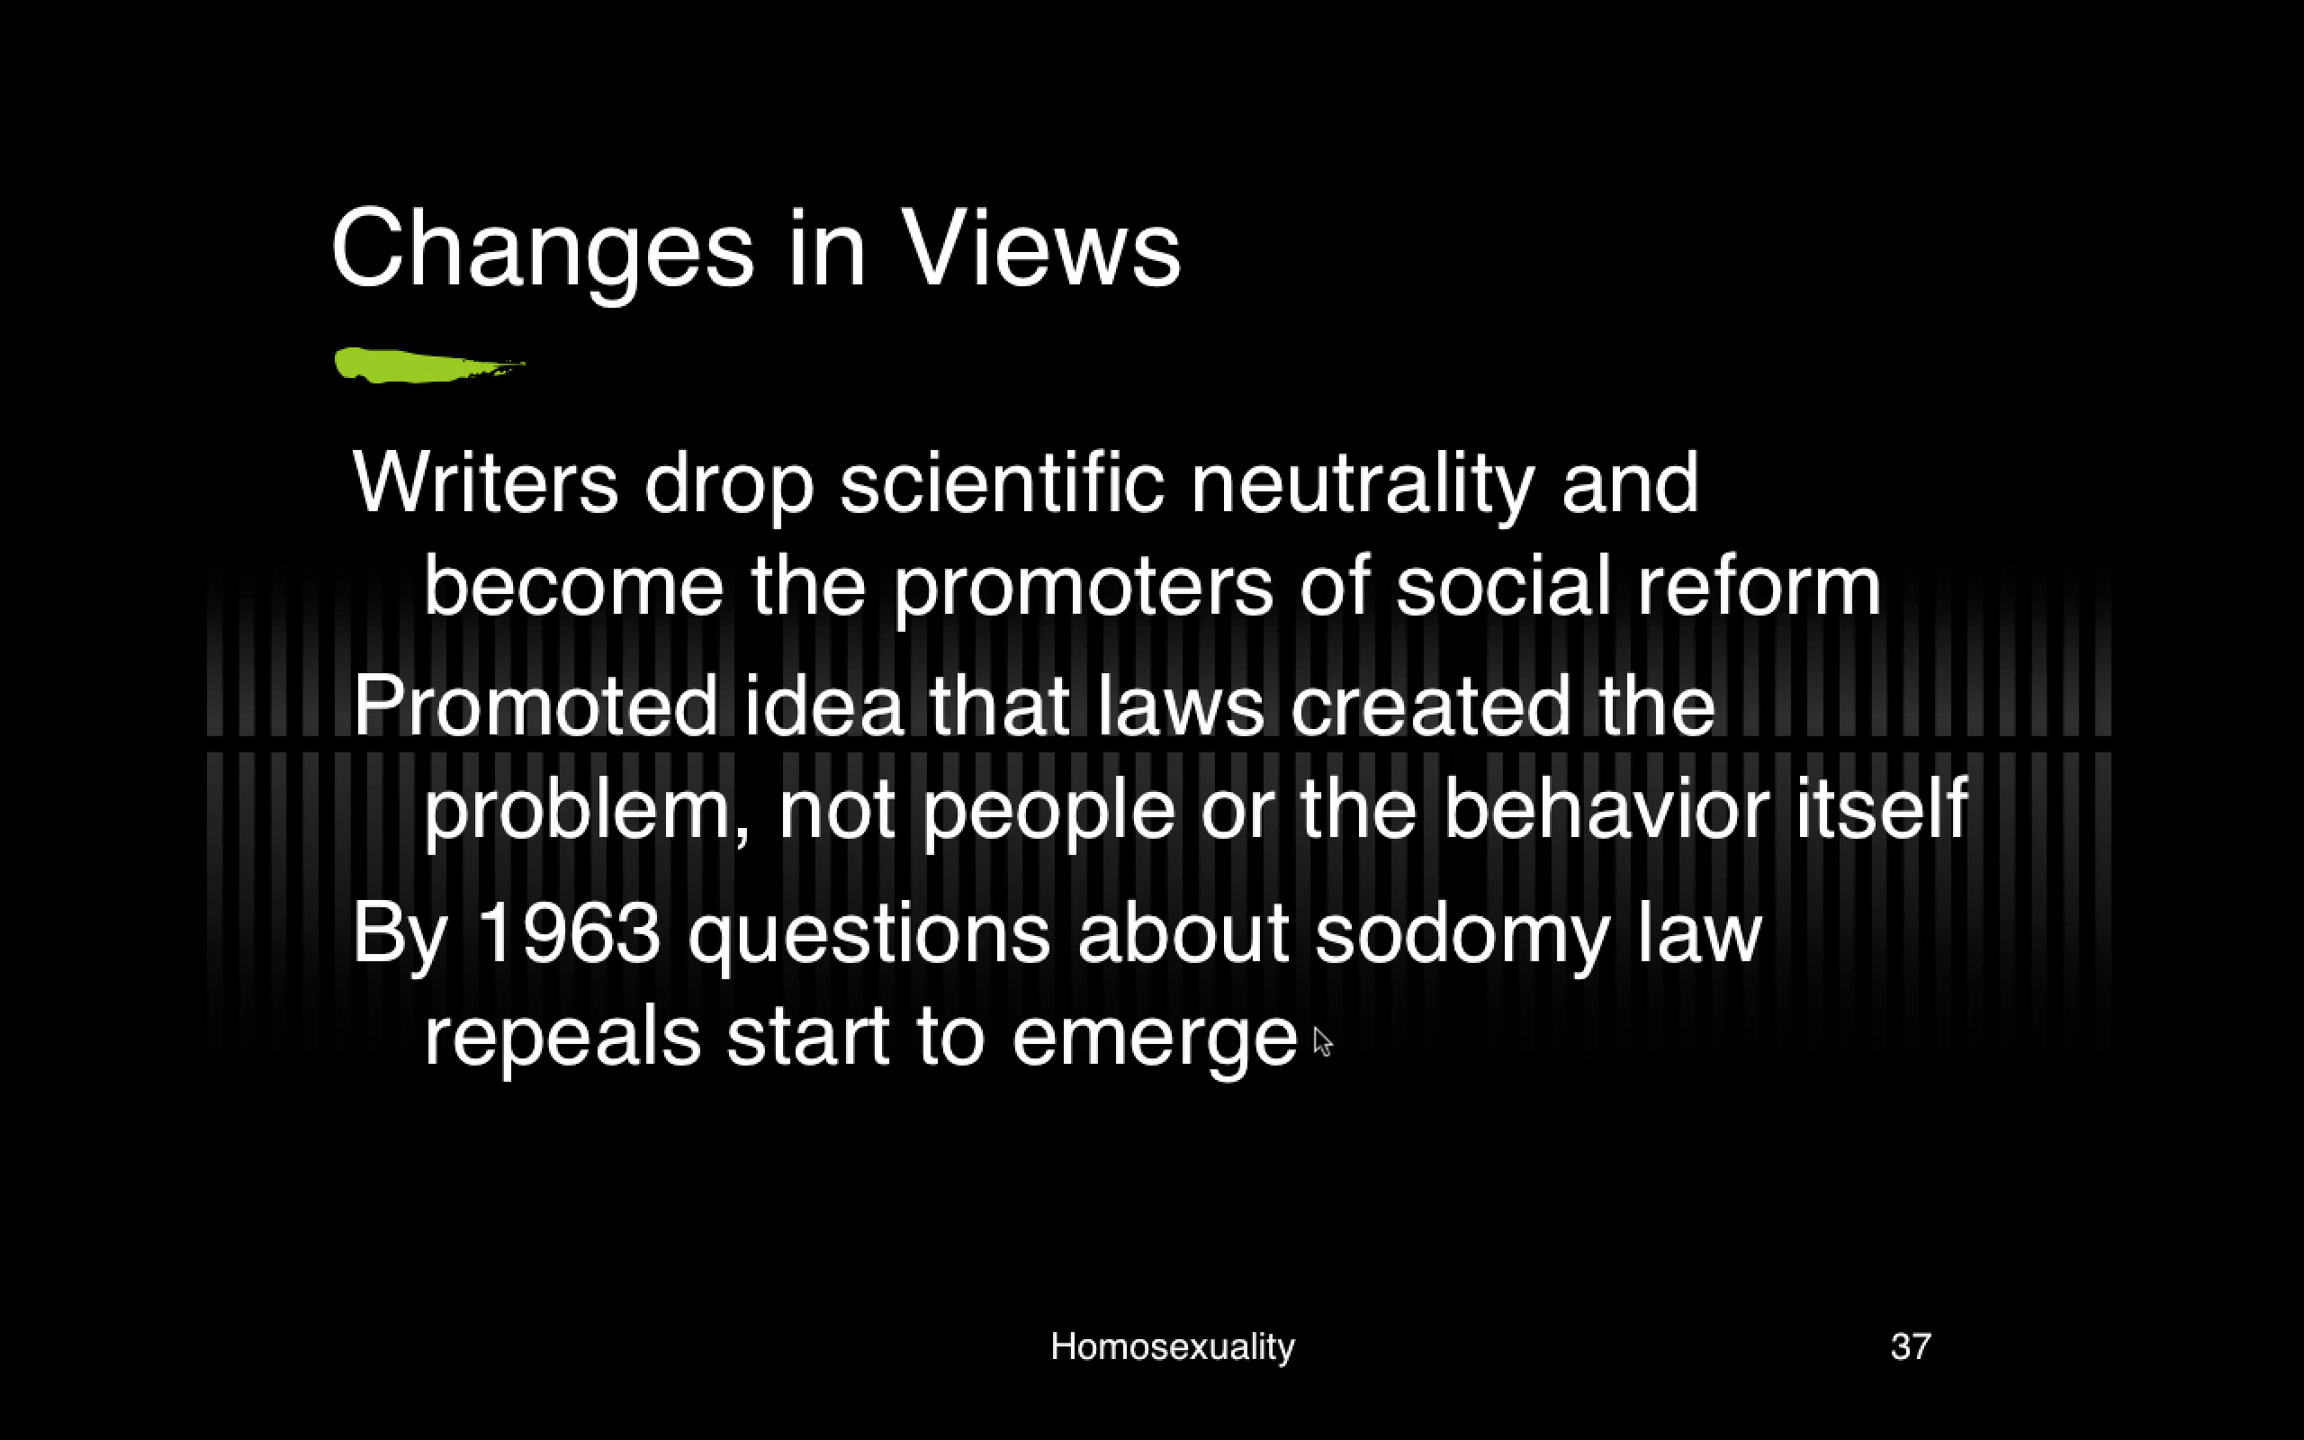 Changes in Views
Writers drop scientific neutrality and
become the promoters of social reform
Promoted idea that laws created the
problem, not people or the behavior itself
By 1963 questions about sodomy law
repeals start to emerge
Homosexuality
37